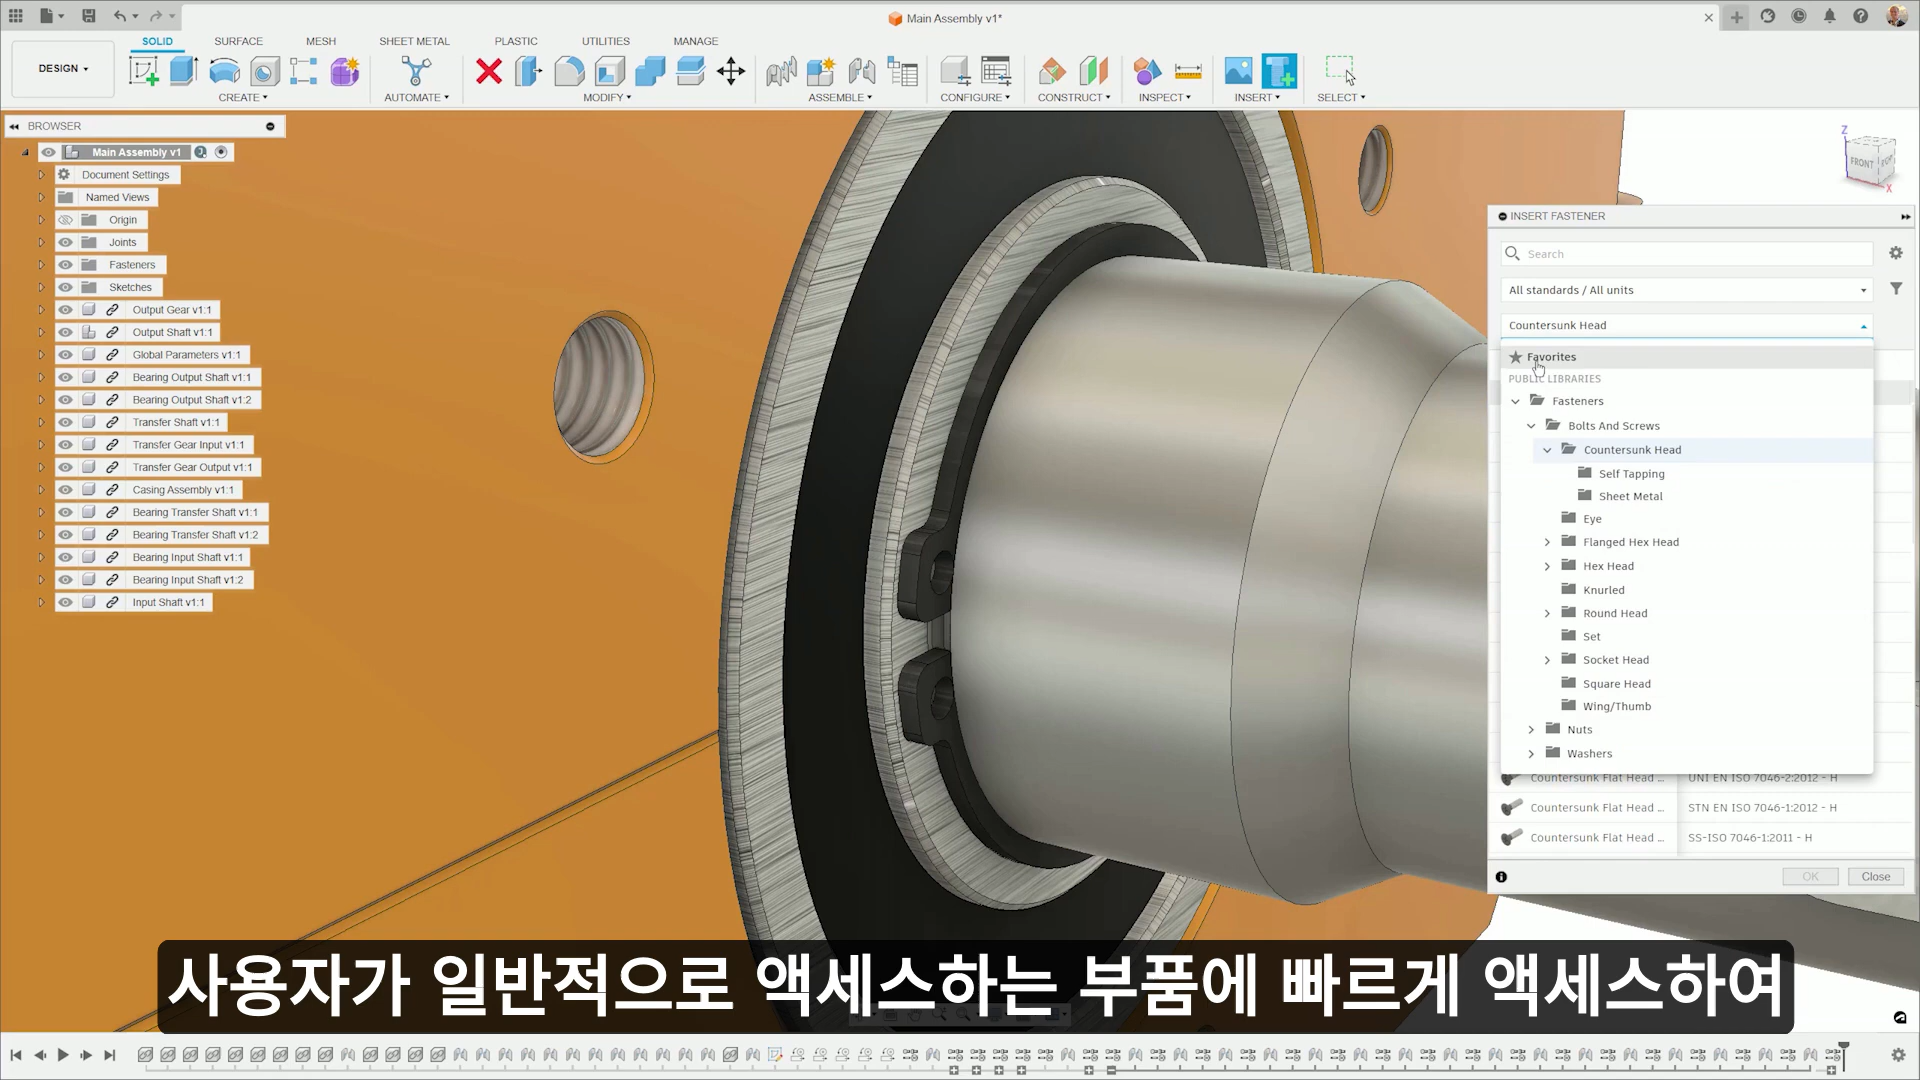 Main Assembly v1*
DESIGN
SOLID
SURFACE
MESH
SHEET METAL
PLASTIC
UTILITIES
MANAGE
CREATE
AUTOMATE
MODIFY
ASSEMBLE
CONFIGURE
CONSTRUCT
INSPECT
INSERT
SELECT
BROWSER
Main Assembly v1
Document Settings
Named Views
Origin
Joints
Fasteners
Sketches
Output Gear v1:1
Output Shaft v1:1
Global Parameters v1:1
Bearing Output Shaft v1:1
Bearing Output Shaft v1:2
Transfer Shaft v1:1
Transfer Gear Input v1:1
Transfer Gear Output v1:1
Casing Assembly v1:1
Bearing Transfer Shaft v1:1
Bearing Transfer Shaft v1:2
Bearing Input Shaft v1:1
Bearing Input Shaft v1:2
Input Shaft v1:1
Z
FRONT
X
INSERT FASTENER
Search
All standards / All units
Countersunk Head
Favorites
PUBLIC LIBRARIES
Fasteners
Bolts And Screws
Countersunk Head
Self Tapping
Sheet Metal
Eye
Flanged Hex Head
Hex Head
Knurled
Round Head
Set
Socket Head
Square Head
Wing/Thumb
Nuts
Washers
Countersunk Flat Head ... UNI EN ISO 7046-2:2012 - H
Countersunk Flat Head ... STN EN ISO 7046-1:2012 - H
Countersunk Flat Head ... SS-ISO 7046-1:2011 - H
OK
Close
사용자가 일반적으로 액세스하는 부품에 빠르게 액세스하여